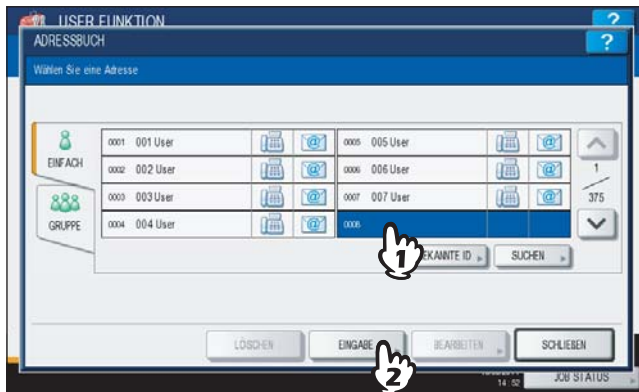 USER FUNKTION ?
ADRESSBUCH ?
Wählen Sie eine Adresse
EINFACH
GRUPPE
0001 001 User
0002 002 User
0003 003 User
0004 004 User
0005 005 User
0006 006 User
0007 007 User
0008
1
375
1
EKANNTE ID SUCHEN
LÖSCHEN EINGABE BEARBEITEN SCHLIEßEN
2
14:52 JOB STATUS